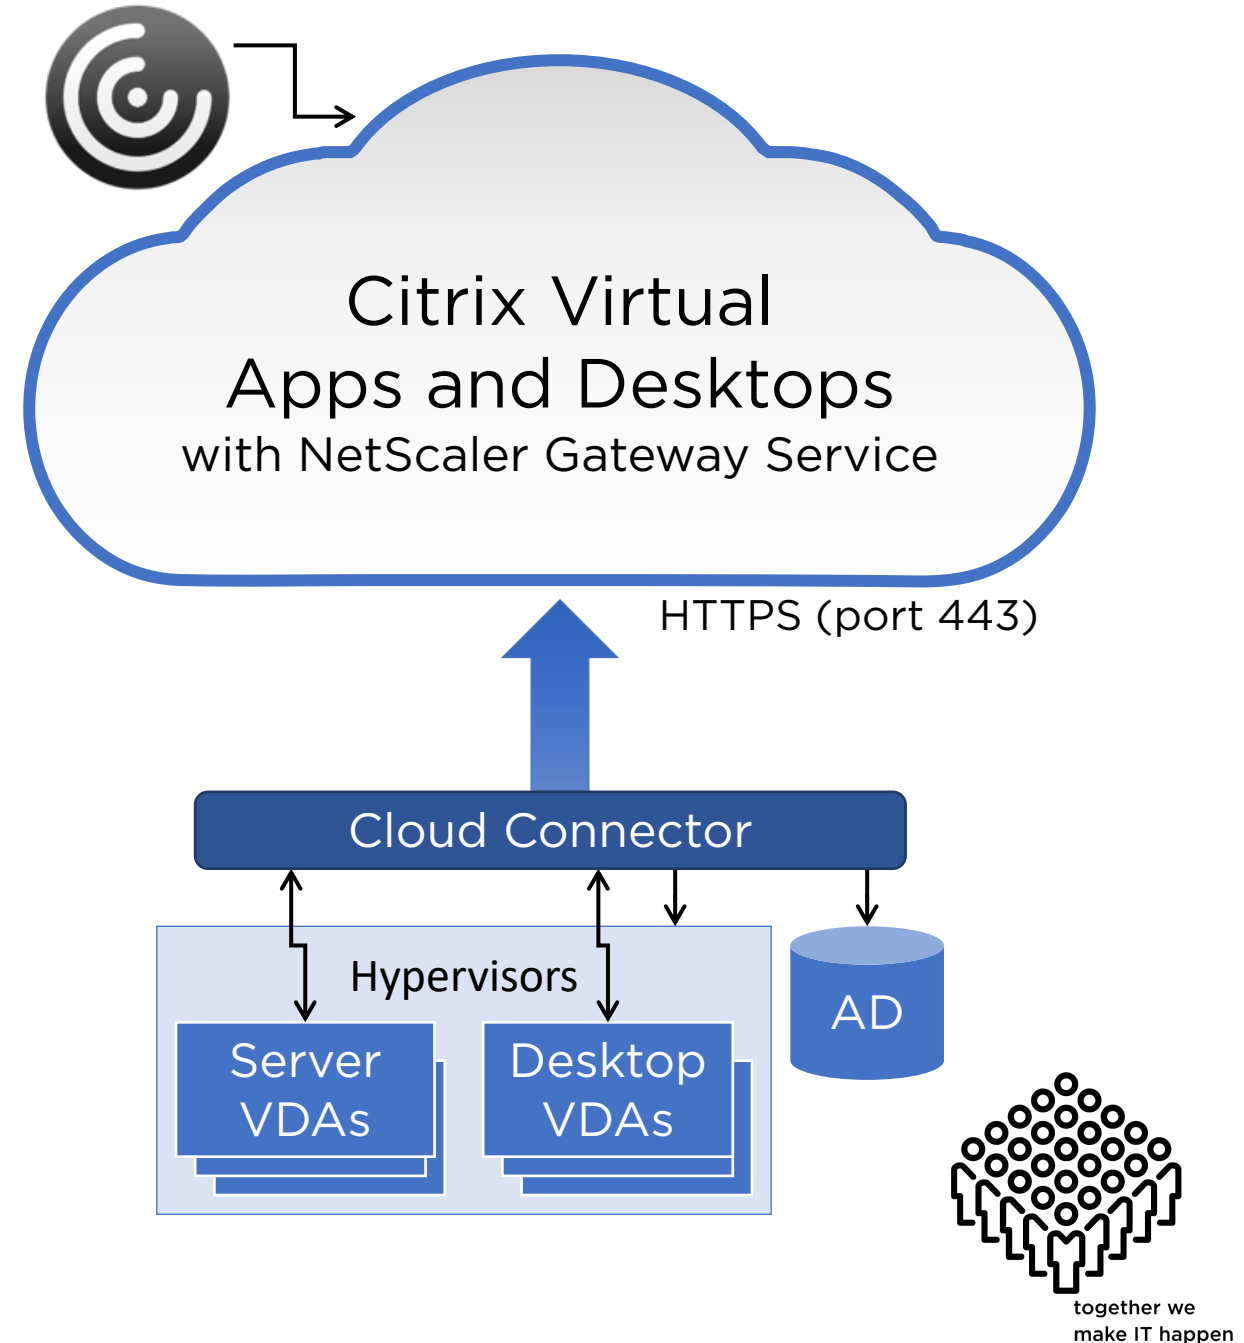 Citrix Virtual
Apps and Desktops
with NetScaler Gateway Service
HTTPS (port 443)
Cloud Connector
Hypervisors
Server
VDAs
Desktop
VDAs
AD
together we
make IT happen